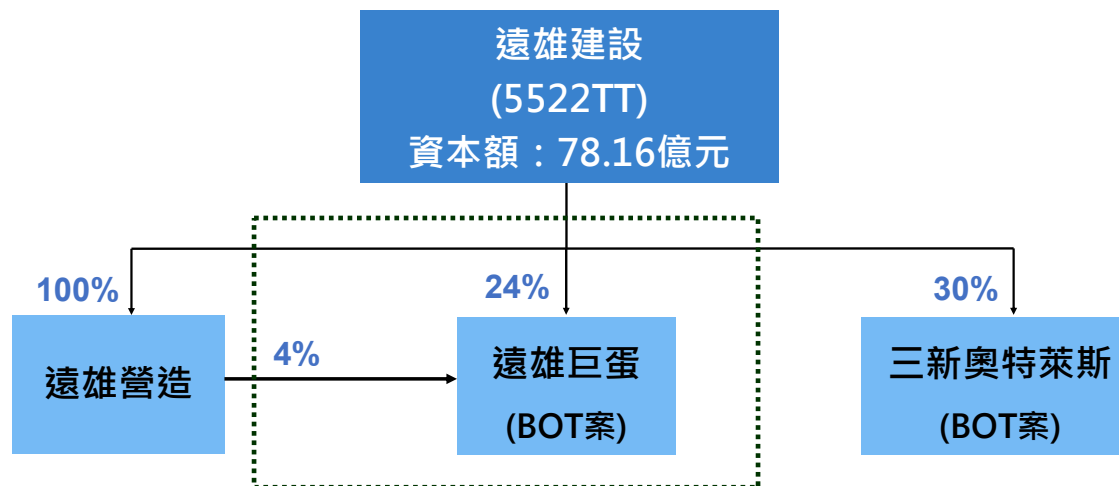 遠雄建設
(5522TT)
資本額：78.16億元
100%
24%
30%
4%
遠雄營造
遠雄巨蛋
(BOT案)
三新奧特萊斯
(BOT案)